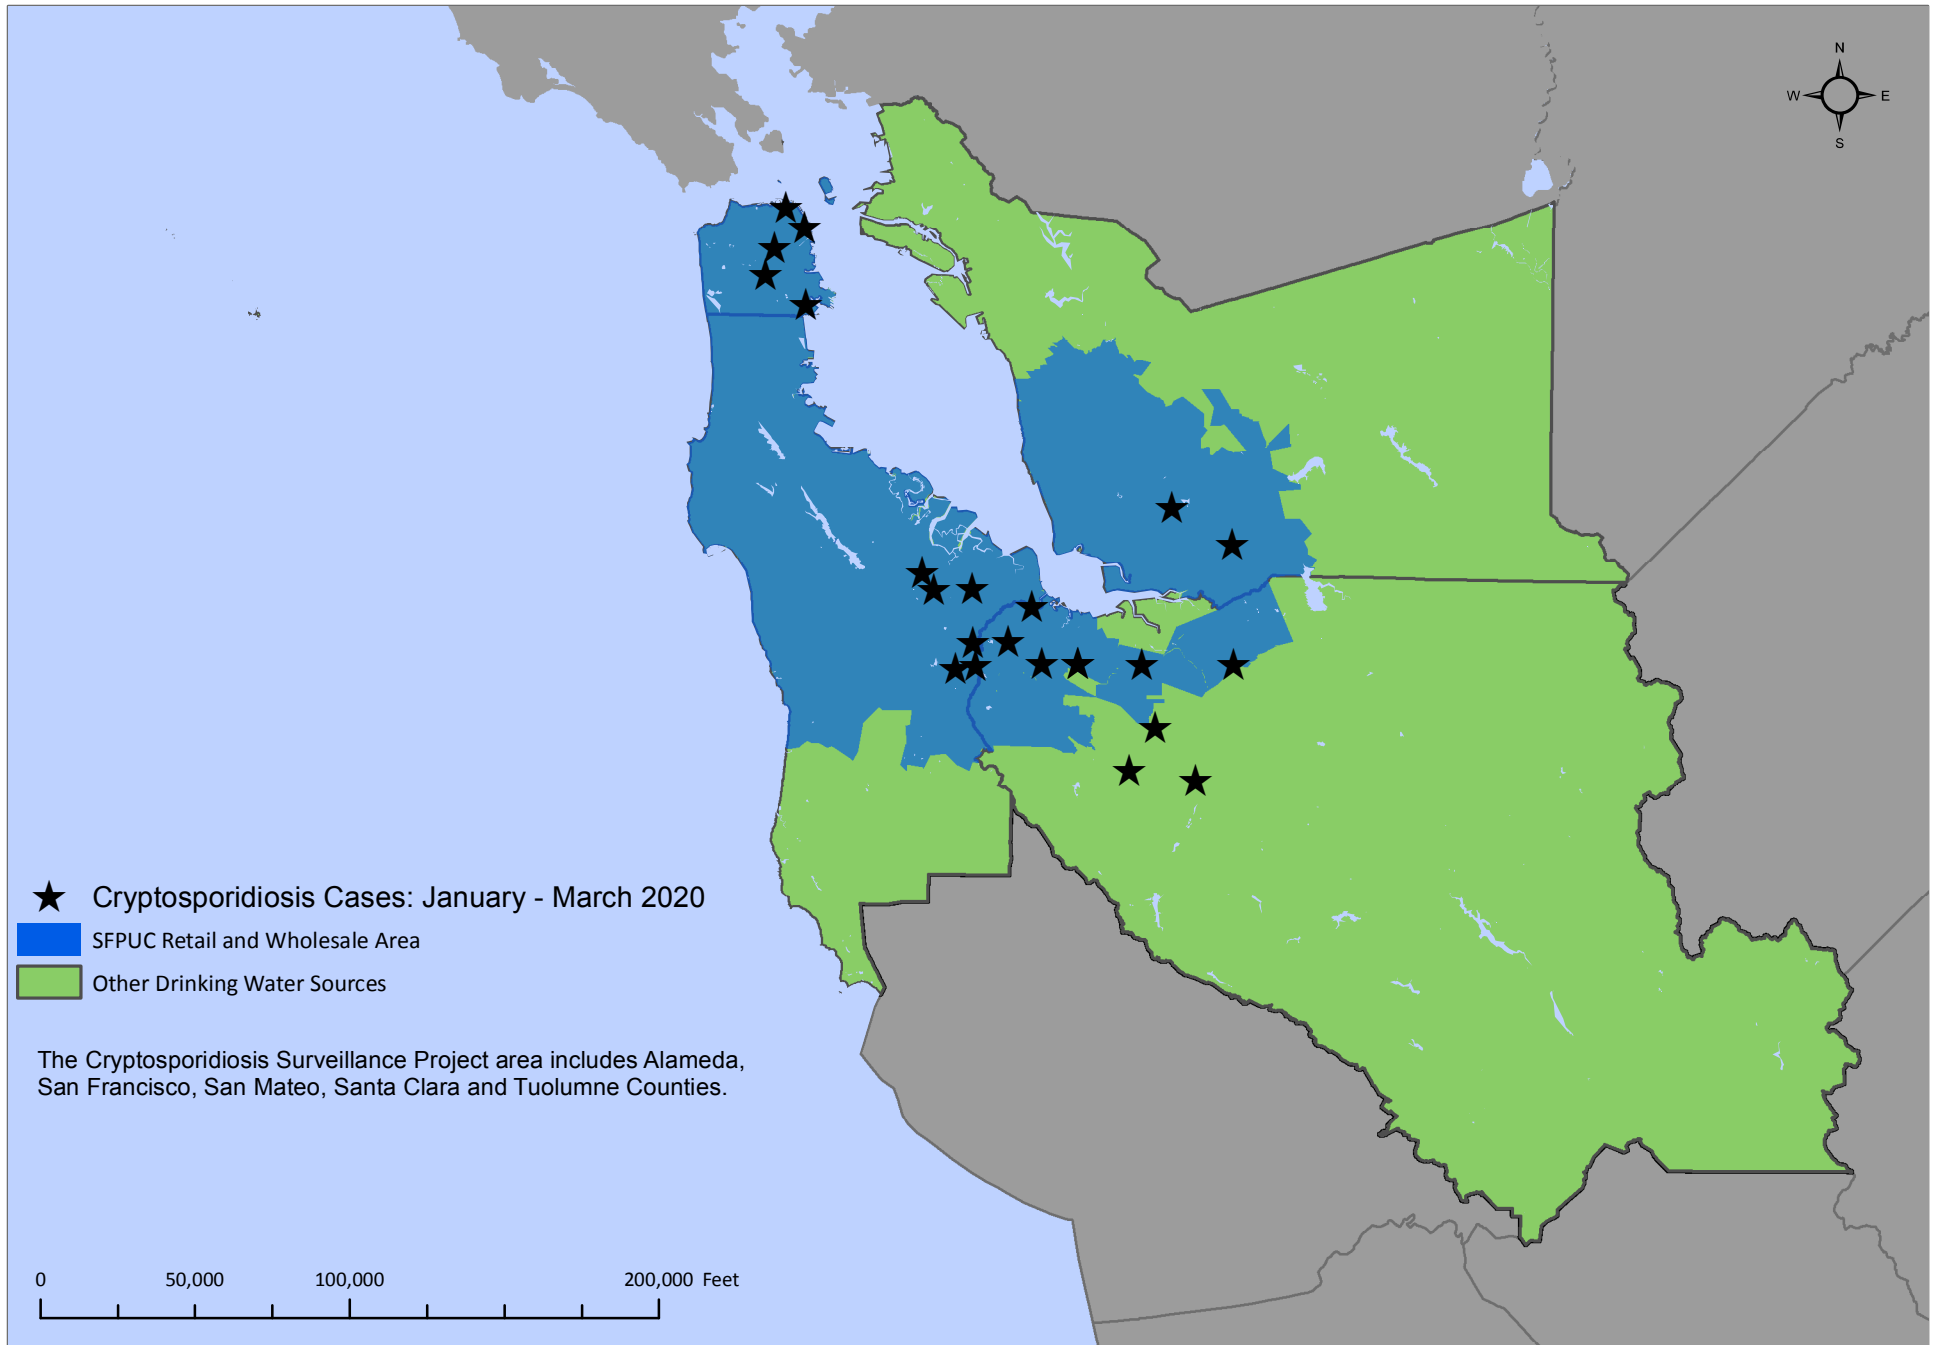 N
W E
S
Cryptosporidiosis Cases: January - March 2020
SFPUC Retail and Wholesale Area
Other Drinking Water Sources
The Cryptosporidiosis Surveillance Project area includes Alameda,
San Francisco, San Mateo, Santa Clara and Tuolumne Counties.
0 50,000 100,000 200,000 Feet